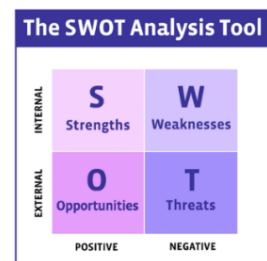 The SWOT Analysis Tool
INTERNAL
S
Strengths
W
Weaknesses
EXTERNAL
O
Opportunities
T
Threats
POSITIVE
NEGATIVE